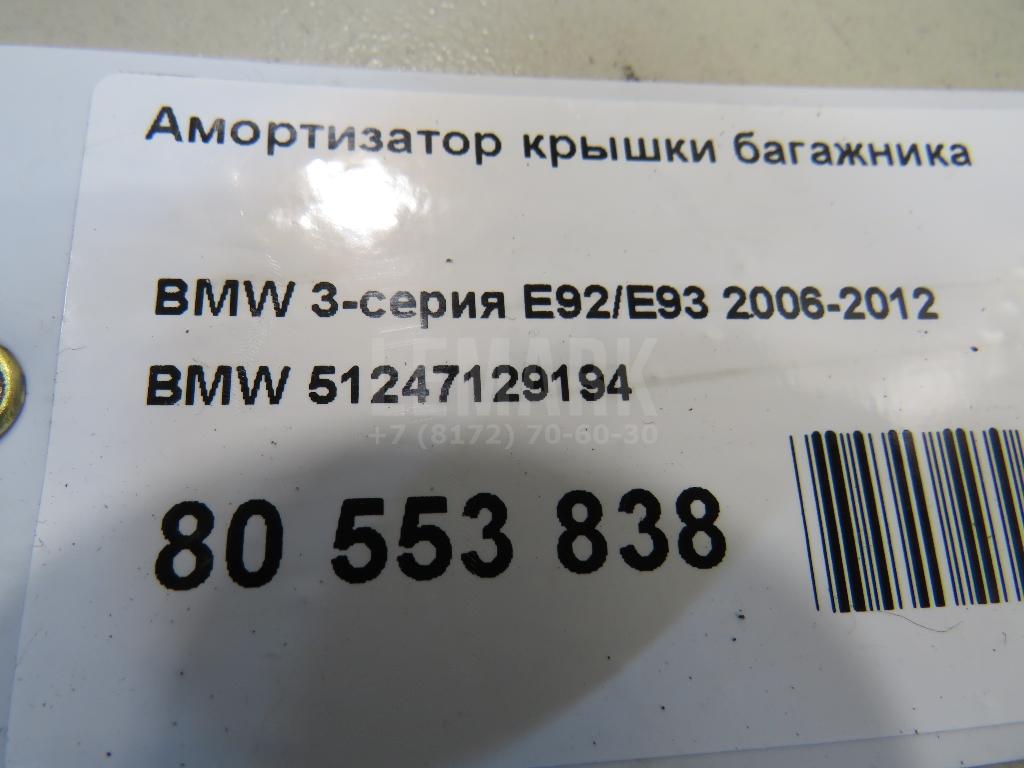 Амортизатор крышки багажника
BMW 3-серия E92/E93 2006-2012
BMW 51247129194
LEMARK
+7 (8172) 70-60-30
80 553 838